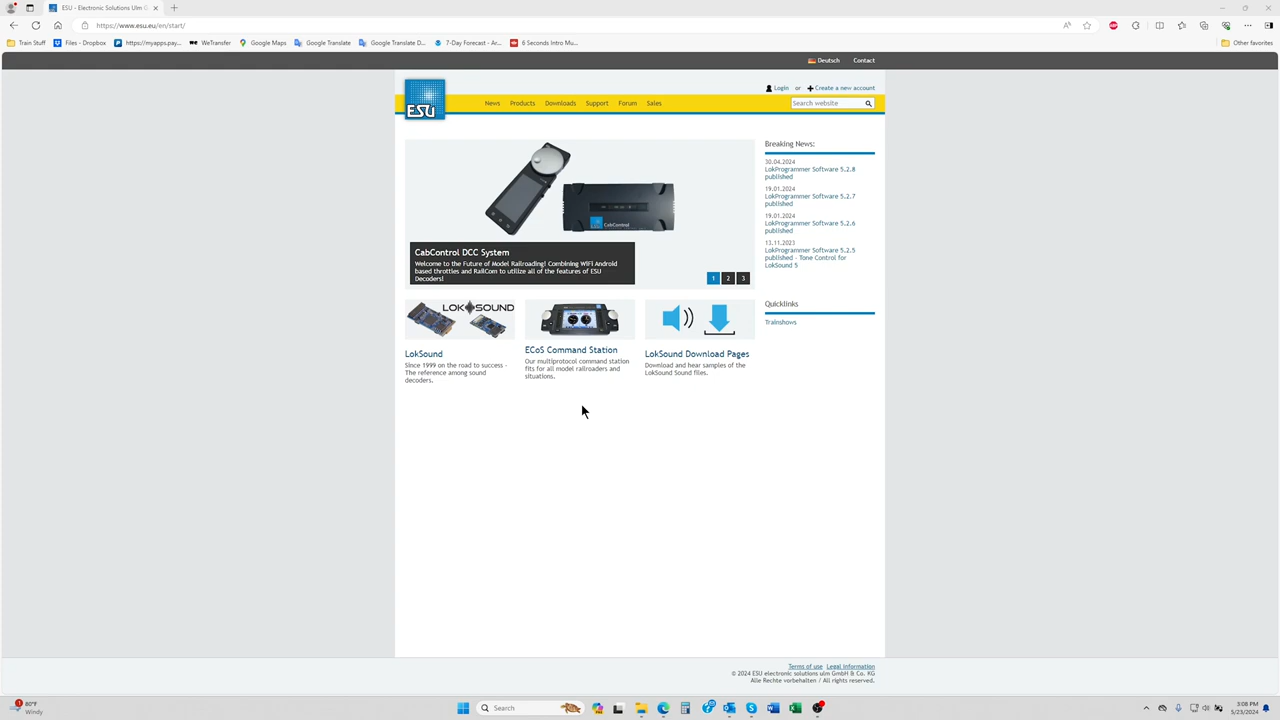 ESU - Electronic Solutions Ulm G
https://www.esu.eu/en/start/
Train Stuff
Files - Dropbox
https://myapps.pay...
WeTransfer
Google Maps
Google Translate
Google Translate D...
7-Day Forecast - Ar...
6 Seconds Intro Mu...
Other favorites
Deutsch
Contact
Login or Create a new account
ESU
News
Products
Downloads
Support
Forum
Sales
Search website
CabControl
CabControl DCC System
Welcome to the Future of Model Railroading! Combining WiFi Android
based throttles and RailCom to utilize all of the features of ESU
Decoders!
1
2
3
Breaking News:
30.04.2024
LokProgrammer Software 5.2.8
published
19.01.2024
LokProgrammer Software 5.2.7
published
19.01.2024
LokProgrammer Software 5.2.6
published
13.11.2023
LokProgrammer Software 5.2.5
published - Tone Control for
LokSound 5
Quicklinks
Trainshows
LOKSOUND
LokSound
Since 1999 on the road to success -
The reference among sound
decoders.
ECoS Command Station
Our multiprotocol command station
fits for all model railroaders and
situations.
LokSound Download Pages
Download and hear samples of the
LokSound Sound files.
Terms of use
Legal information
© 2024 ESU electronic solutions ulm GmbH & Co. KG
Alle Rechte vorbehalten / All rights reserved.
1
80°F
Windy
Search
3:08 PM
5/23/2024